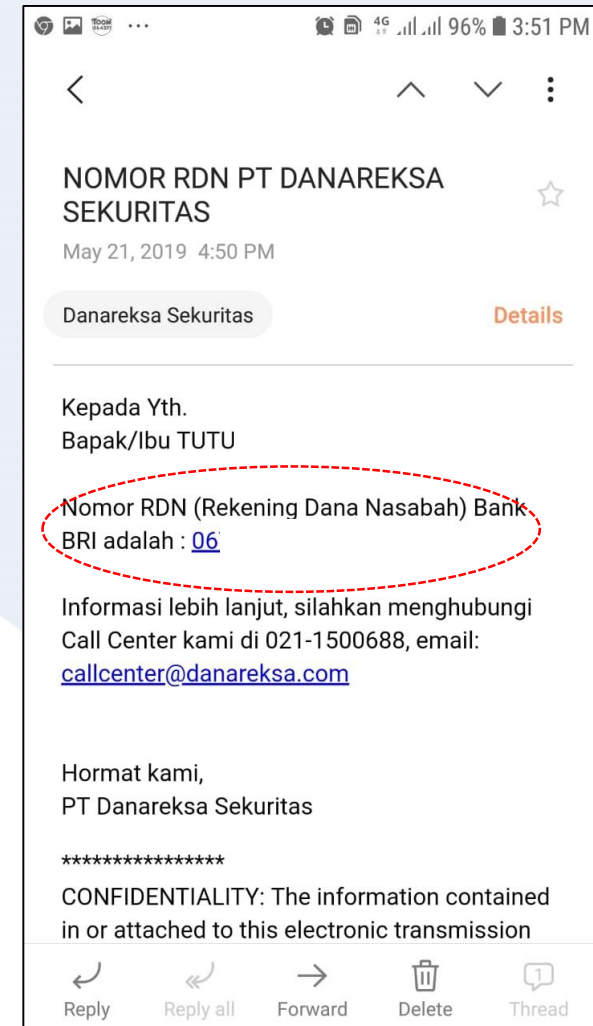 4G 96% 3:51 PM
NOMOR RDN PT DANAREKSA
SEKURITAS
May 21, 2019 4:50 PM
Danareksa Sekuritas Details
Kepada Yth.
Bapak/Ibu TUTU
Nomor RDN (Rekening Dana Nasabah) Bank
BRI adalah : 06
Informasi lebih lanjut, silahkan menghubungi
Call Center kami di 021-1500688, email:
callcenter@danareksa.com
Hormat kami,
PT Danareksa Sekuritas
****************
CONFIDENTIALITY: The information contained
in or attached to this electronic transmission
Reply Reply all Forward Delete 1 Thread